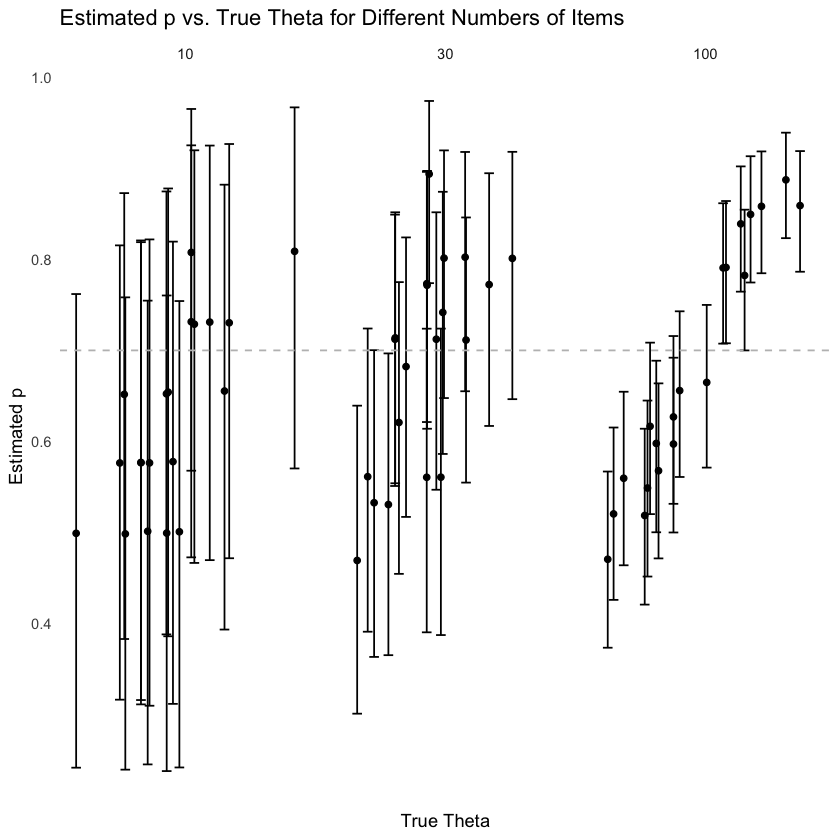 Estimated p vs. True Theta for Different Numbers of Items
10 30 100
1.0
0.8
0.6
0.4
Estimated p
True Theta